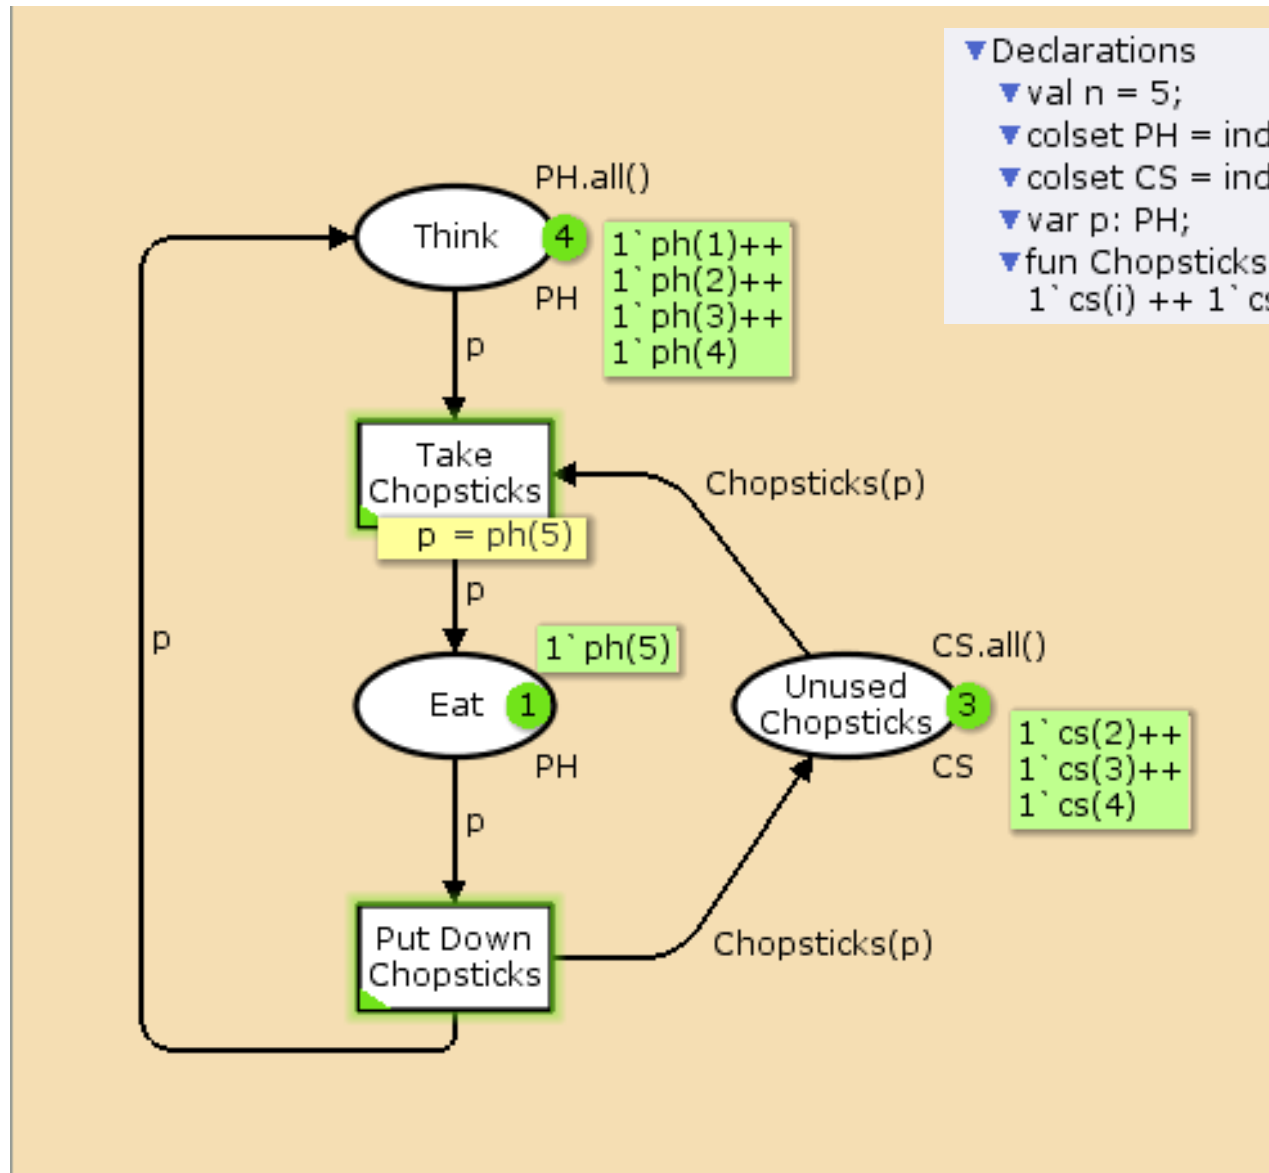 Declarations
val n = 5;
colset PH = ind
colset CS = ind
var p: PH;
fun Chopsticks
1`cs(i) ++ 1`cs
PH.all()
Think
4
1`ph(1)++
1`ph(2)++
1`ph(3)++
1`ph(4)
PH
p
Take
Chopsticks
Chopsticks(p)
p = ph(5)
p
p
1`ph(5)
CS.all()
Eat
1
Unused
Chopsticks
3
1`cs(2)++
1`cs(3)++
1`cs(4)
PH
CS
p
Put Down
Chopsticks
Chopsticks(p)